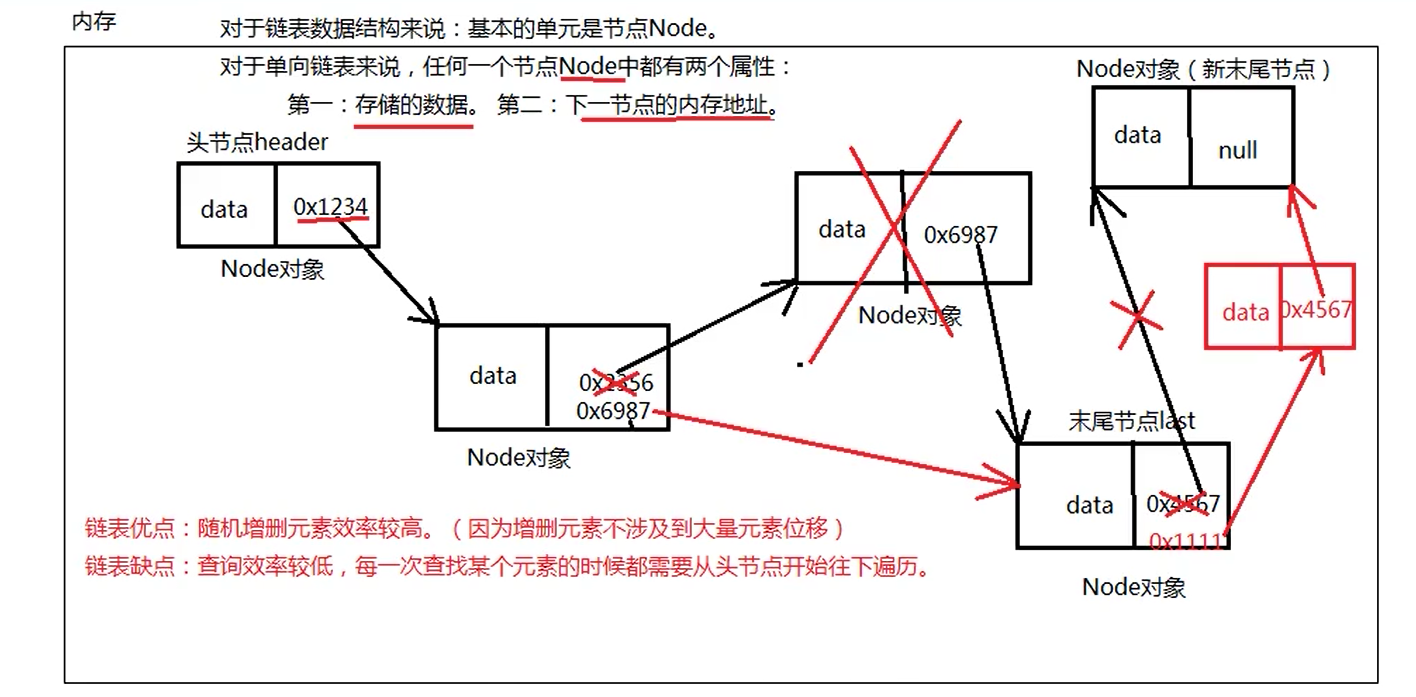 内存
对于链表数据结构来说：基本的单元是节点Node。
对于单向链表来说，任何一个节点Node中都有两个属性：
第一：存储的数据。 第二：下一节点的内存地址。
Node对象（新末尾节点）
data
null
头节点header
data
0x1234
Node对象
data
0x6987
Node对象
data
0x4567
data
0x2356
0x6987
Node对象
末尾节点last
data
0x4567
0x1111
Node对象
链表优点：随机增删元素效率较高。（因为增删元素不涉及到大量元素位移）
链表缺点：查询效率较低，每一次查找某个元素的时候都需要从头节点开始往下遍历。